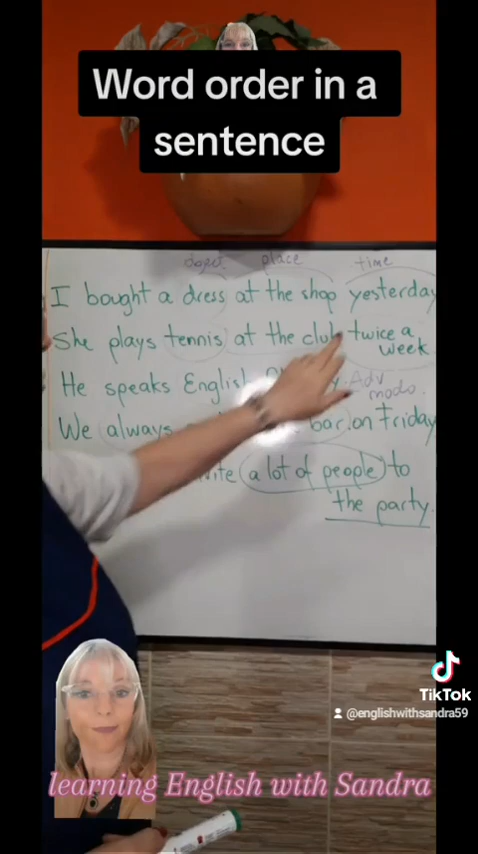 Word order in a
sentence
object place time
I bought a dress at the shop yesterday
She plays tennis at the club twice a
week
He speaks English
Adv
modo
We always bar on Friday
a lot of people to
the party.
TikTok
@englishwithsandra59
learning English with Sandra